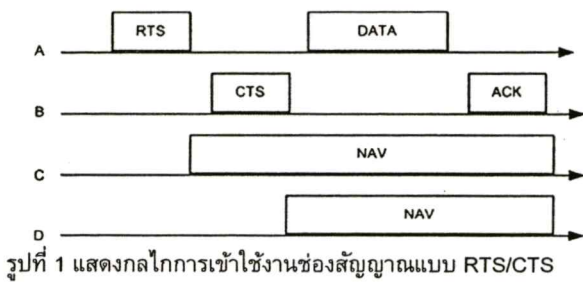 RTS DATA
A
CTS ACK
B
NAV
C
NAV
D
รูปที่ 1 แสดงกลไกการเข้าใช้งานช่องสัญญาณแบบ RTS/CTS